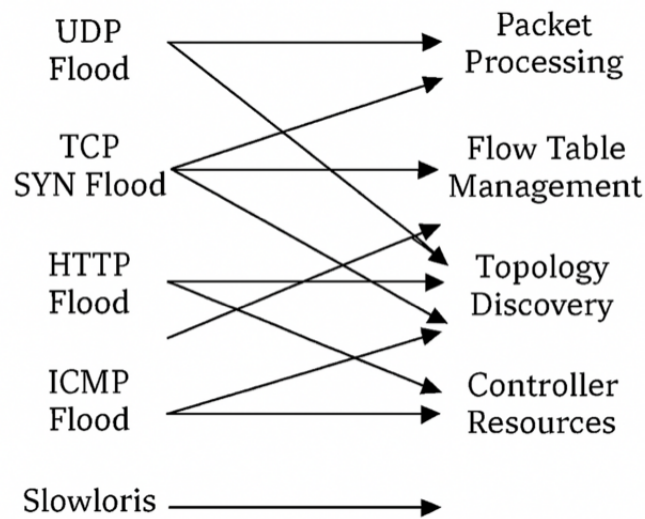 UDP
Flood
TCP
SYN Flood
HTTP
Flood
ICMP
Flood
Slowloris
Packet
Processing
Flow Table
Management
Topology
Discovery
Controller
Resources